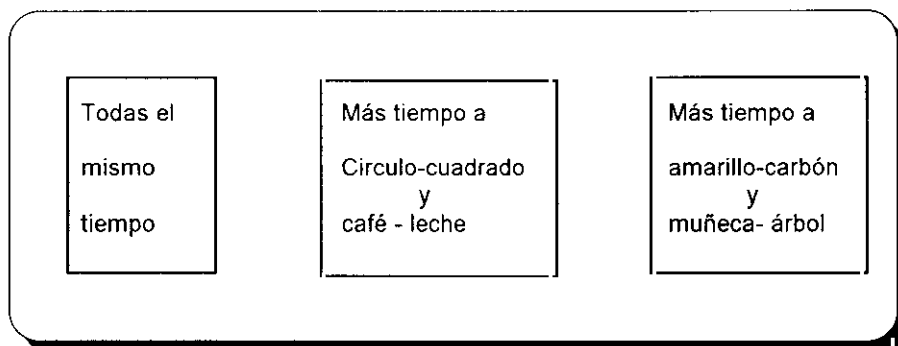 Todas el
mismo
tiempo
Más tiempo a
Circulo-cuadrado
y
café - leche
Más tiempo a
amarillo-carbón
y
muñeca- árbol